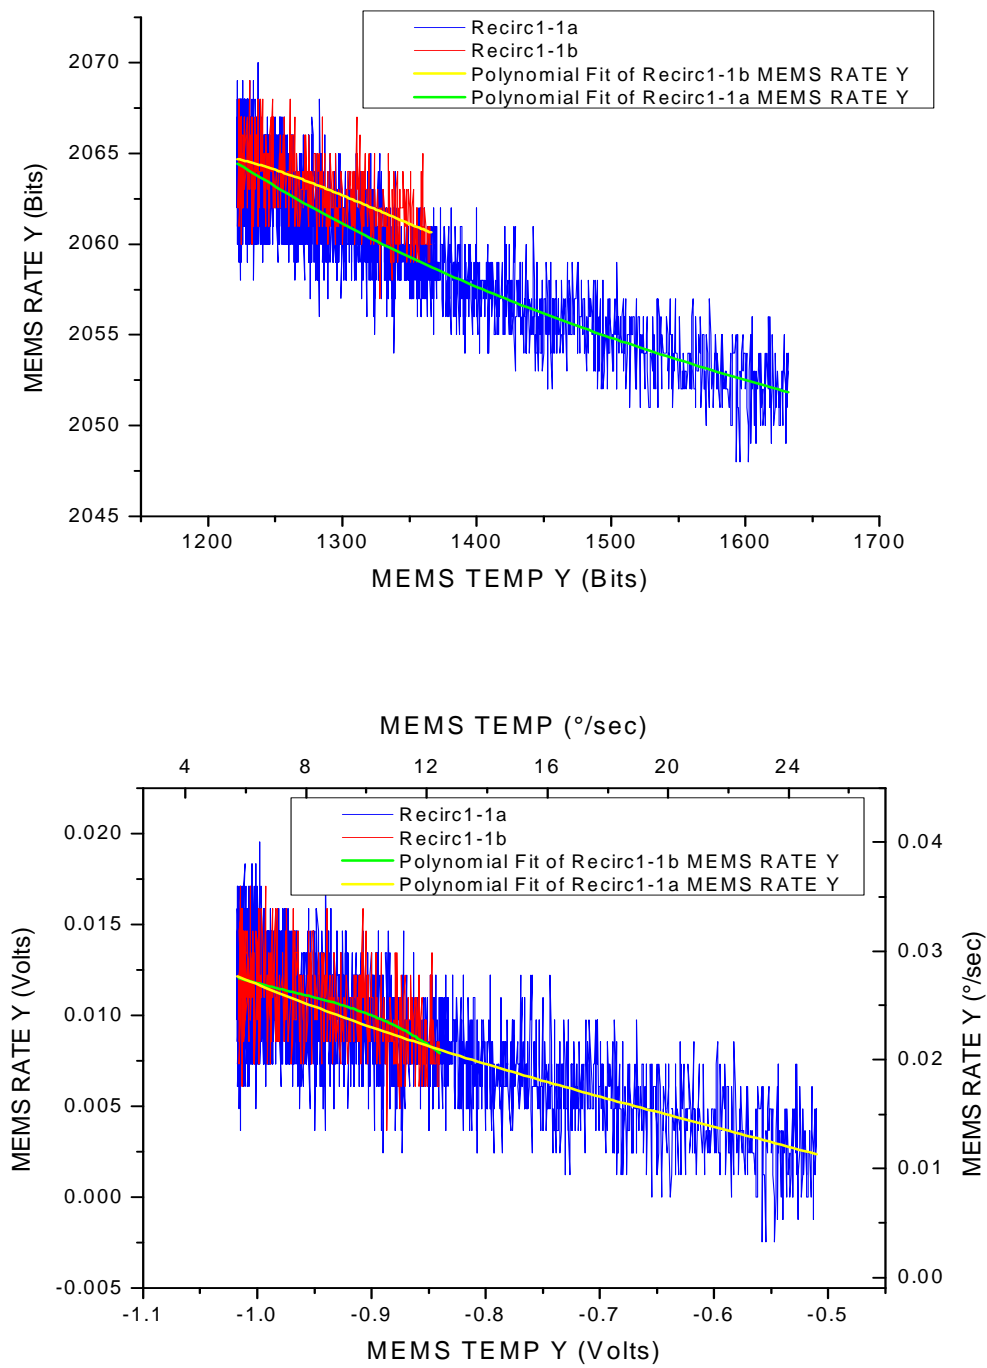 Recirc1-1a
Recirc1-1b
Polynomial Fit of Recirc1-1b MEMS RATE Y
Polynomial Fit of Recirc1-1a MEMS RATE Y
MEMS RATE Y (Bits)
2070
2065
2060
2055
2050
2045
1200 1300 1400 1500 1600 1700
MEMS TEMP Y (Bits)
MEMS TEMP (°/sec)
4 8 12 16 20 24
Recirc1-1a
Recirc1-1b
Polynomial Fit of Recirc1-1b MEMS RATE Y
Polynomial Fit of Recirc1-1a MEMS RATE Y
MEMS RATE Y (Volts)
0.020
0.015
0.010
0.005
0.000
-0.005
0.04
0.03
0.02
0.01
0.00
MEMS RATE Y (°/sec)
-1.1 -1.0 -0.9 -0.8 -0.7 -0.6 -0.5
MEMS TEMP Y (Volts)